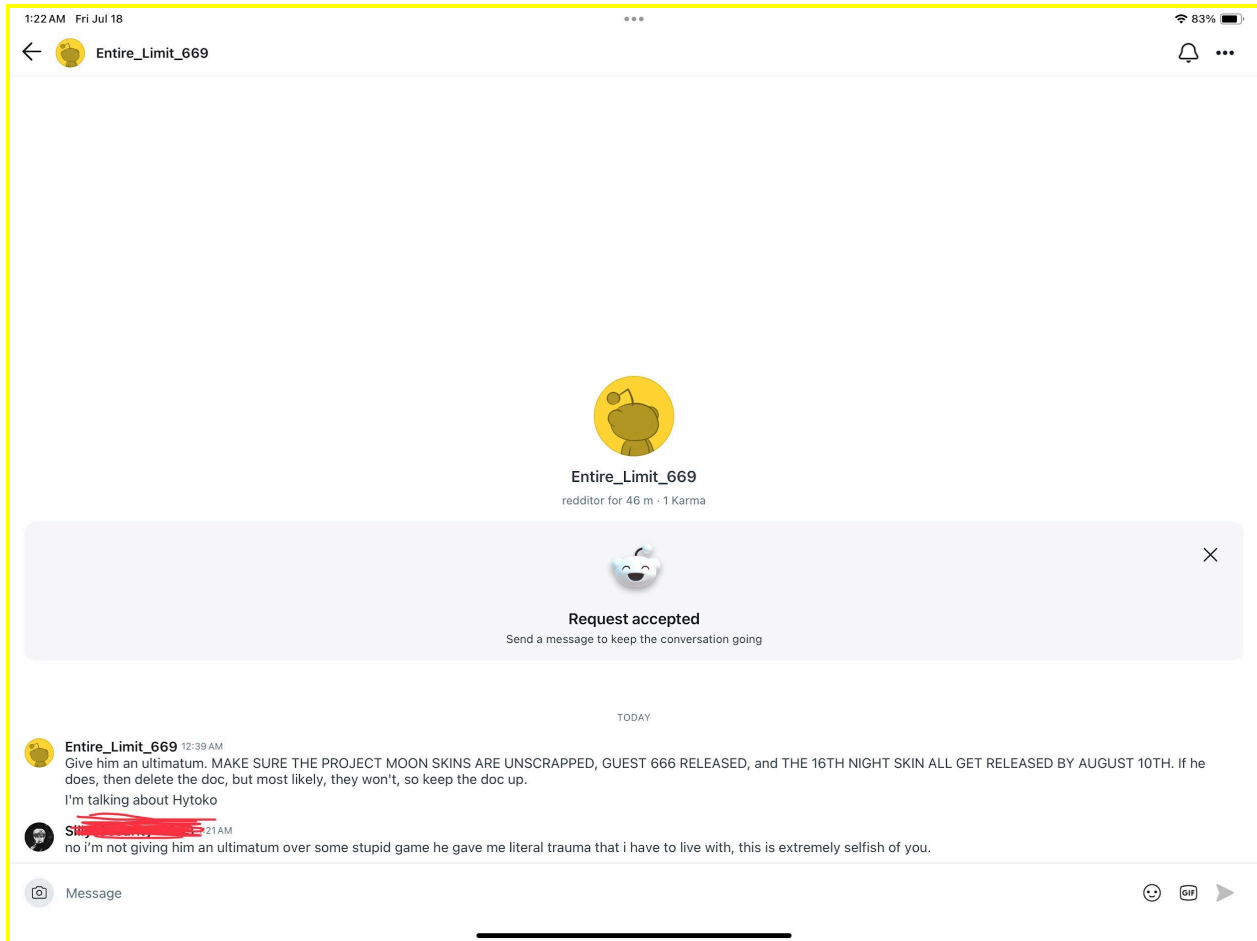 1:22 AM Fri Jul 18
83%
Entire_Limit_669
Entire_Limit_669
redditor for 46 m · 1 Karma
Request accepted
Send a message to keep the conversation going
TODAY
Entire_Limit_669 12:39 AM
Give him an ultimatum. MAKE SURE THE PROJECT MOON SKINS ARE UNSCRAPPED, GUEST 666 RELEASED, and THE 16TH NIGHT SKIN ALL GET RELEASED BY AUGUST 10TH. If he
does, then delete the doc, but most likely, they won't, so keep the doc up.
I'm talking about Hytoko
:21 AM
no i'm not giving him an ultimatum over some stupid game he gave me literal trauma that i have to live with, this is extremely selfish of you.
Message
GIF